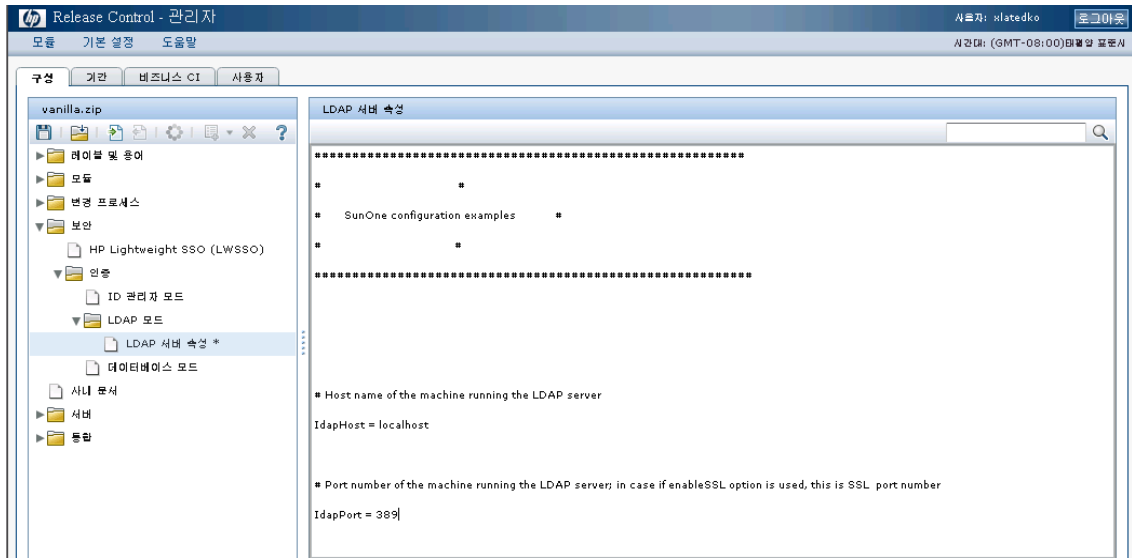 hp Release Control - 관리자
사용자: xlatedko 로그아웃
모듈 기본 설정 도움말
시간대: (GMT-08:00)태평양 표준시
구성 기간 비즈니스 CI 사용자
vanilla.zip
?
레이블 및 용어
모듈
변경 프로세스
보안
HP Lightweight SSO (LWSSO)
인증
ID 관리자 모드
LDAP 모드
LDAP 서버 속성 *
데이터베이스 모드
사내 문서
서버
통합
LDAP 서버 속성
#########################################################
# #
# SunOne configuration examples #
# #
##########################################################
# Host name of the machine running the LDAP server
ldapHost = localhost
# Port number of the machine running the LDAP server; in case if enableSSL option is used, this is SSL port number
ldapPort = 389